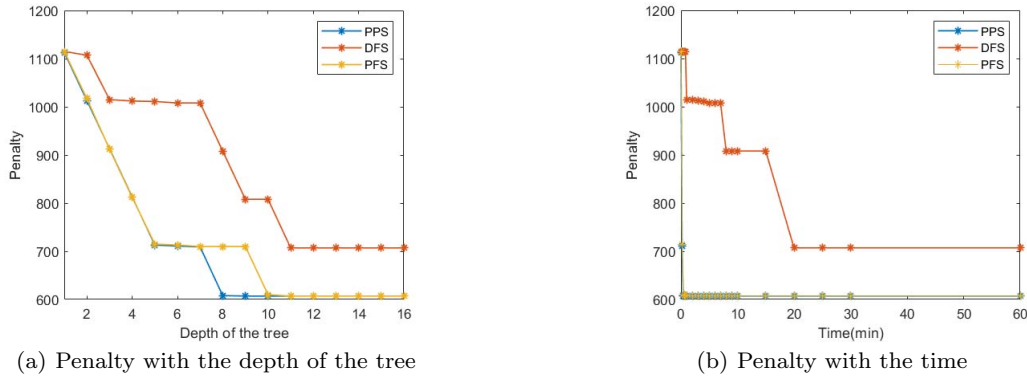 1200
1100
1000
900
800
700
600
Penalty
2 4 6 8 10 12 14 16
Depth of the tree
PPS
DFS
PFS
(a) Penalty with the depth of the tree
1200
1100
1000
900
800
700
600
Penalty
0 10 20 30 40 50 60
Time(min)
PPS
DFS
PFS
(b) Penalty with the time